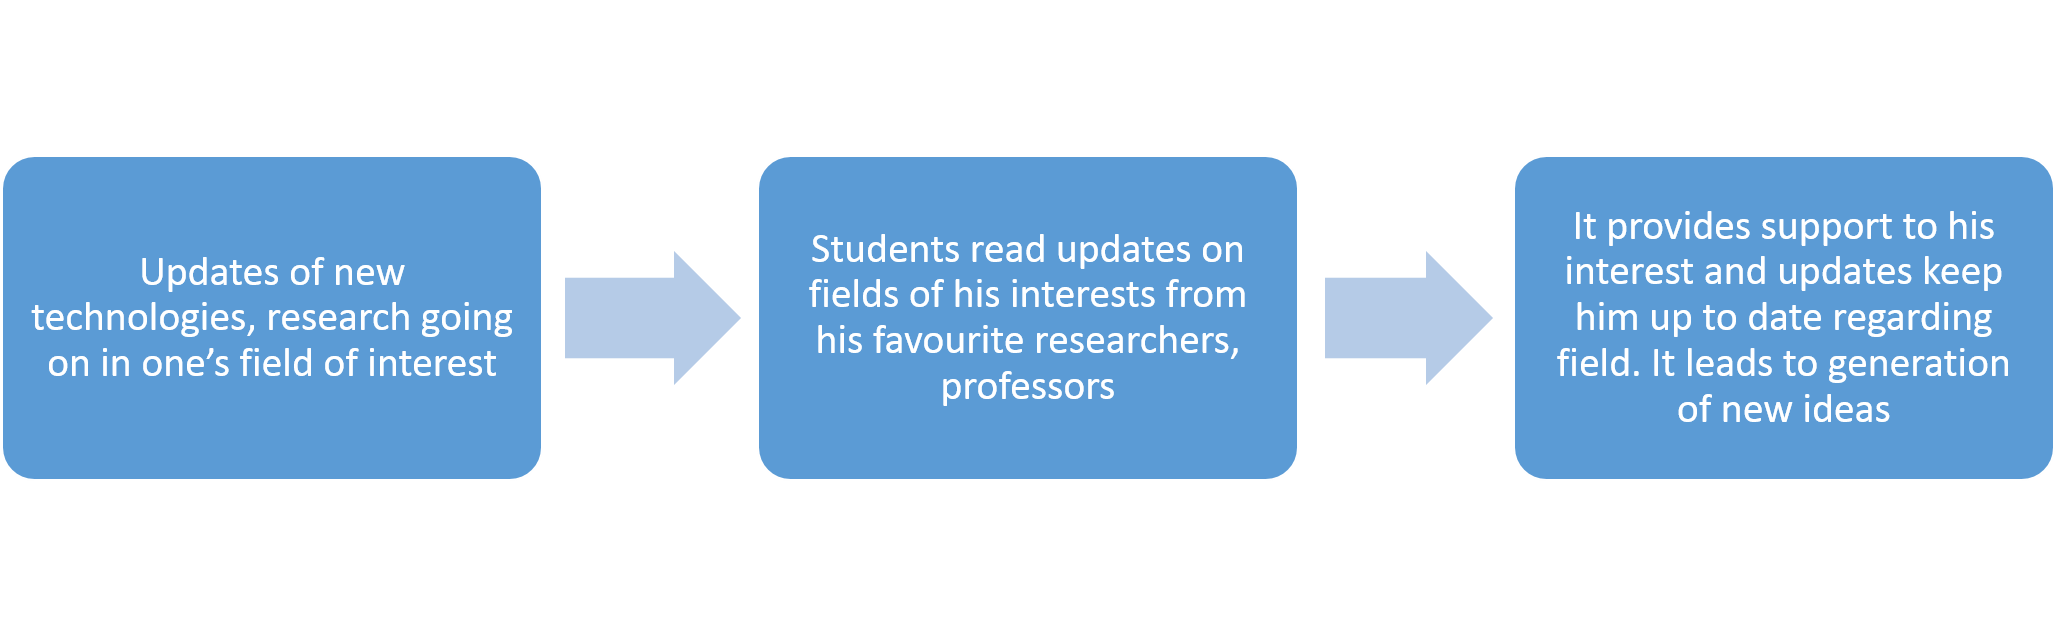 Updates of new
technologies, research going
on in one’s field of interest
Students read updates on
fields of his interests from
his favourite researchers,
professors
It provides support to his
interest and updates keep
him up to date regarding
field. It leads to generation
of new ideas